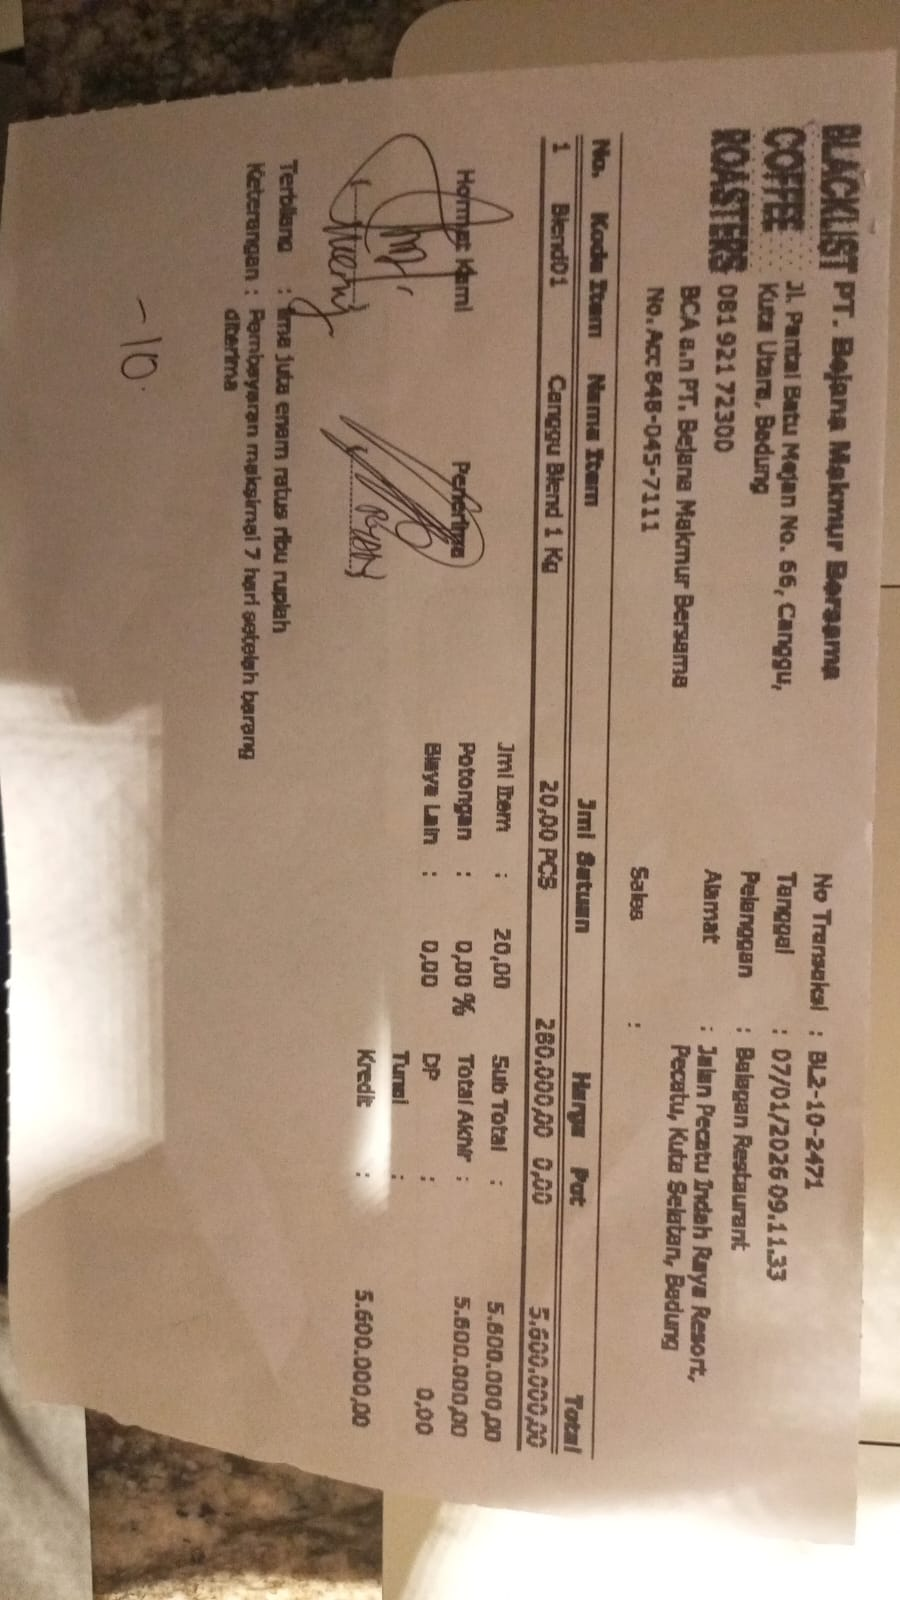 BLACKLIST COFFEE ROASTERS
PT. Bejana Makmur Bersama
Jl. Pantai Batu Mejan No. 66, Canggu,
Kuta Utara, Badung
081 921 72300
BCA a.n PT. Bejana Makmur Bersama
No. Acc 848-045-7111
No Transaksi : BL2-10-2471
Tanggal : 07/01/2026 09.11.33
Pelanggan : Balagan Restaurant
Alamat : Jalan Pecatu Indah Raya Resort,
Pecatu, Kuta Selatan, Badung
Sales :
No. Kode Item Nama Item Jml Satuan Harga Pot Total
1 Blend01 Canggu Blend 1 Kg 20,00 PCS 280.000,00 0,00 5.600.000,00
Jml Item : 20,00 Sub Total : 5.600.000,00
Potongan : 0,00 % Total Akhir : 5.600.000,00
Biaya Lain : 0,00 DP : 0,00
Tunai :
Kredit : 5.600.000,00
Hormat Kami Penerima
Terbilang : lima juta enam ratus ribu rupiah
Keterangan : Pembayaran maksimal 7 hari setelah barang
diterima
-10.